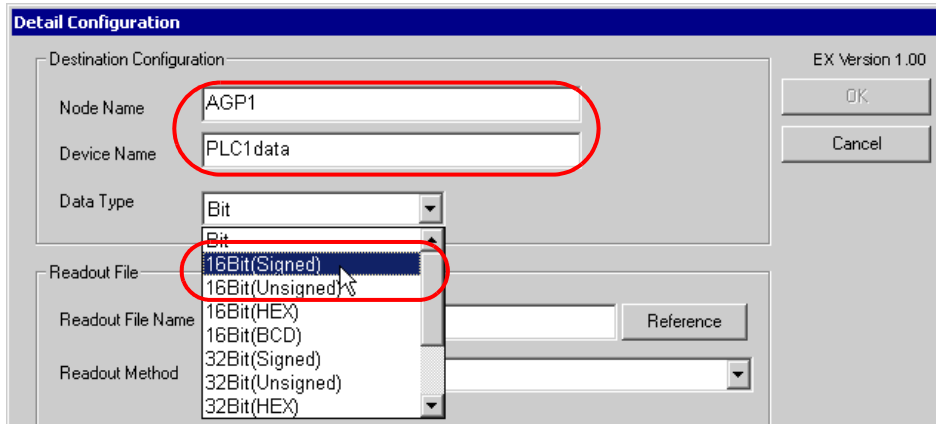 Detail Configuration
Destination Configuration
EX Version 1.00
Node Name
AGP1
OK
Device Name
PLC1data
Cancel
Data Type
Bit
Bit
16Bit(Signed)
16Bit(Unsigned)
16Bit(HEX)
16Bit(BCD)
32Bit(Signed)
32Bit(Unsigned)
32Bit(HEX)
Readout File
Readout File Name
Reference
Readout Method